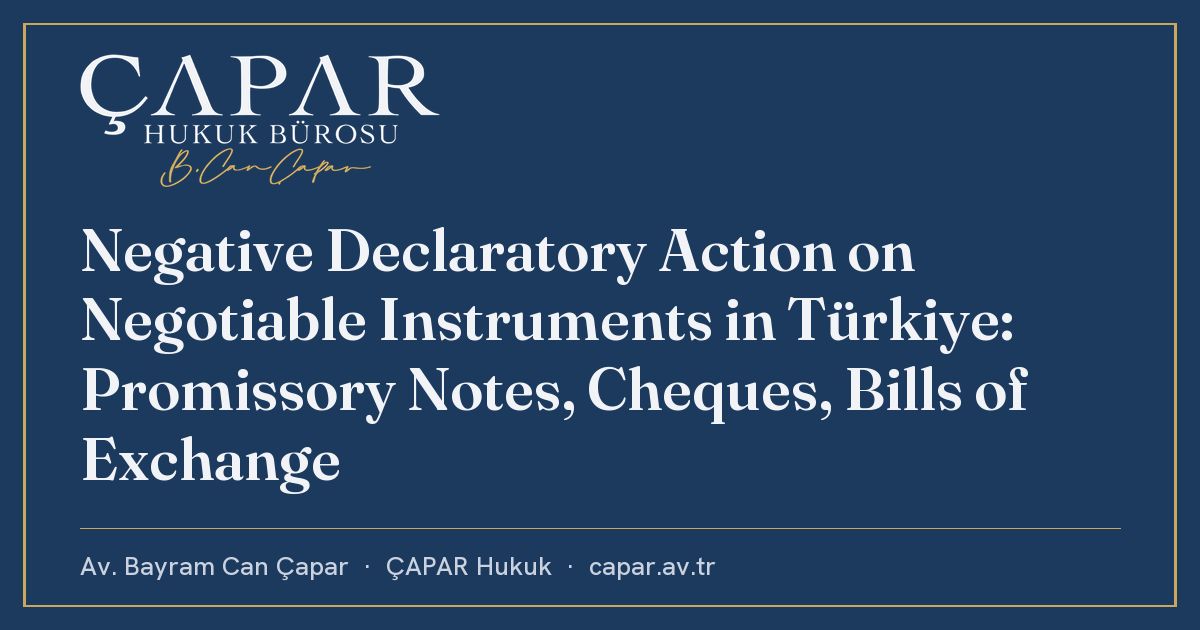 ÇAPAR
HUKUK BÜROSU
B.Can Çapar
Negative Declaratory Action on
Negotiable Instruments in Türkiye:
Promissory Notes, Cheques, Bills of
Exchange
Av. Bayram Can Çapar · ÇAPAR Hukuk · capar.av.tr